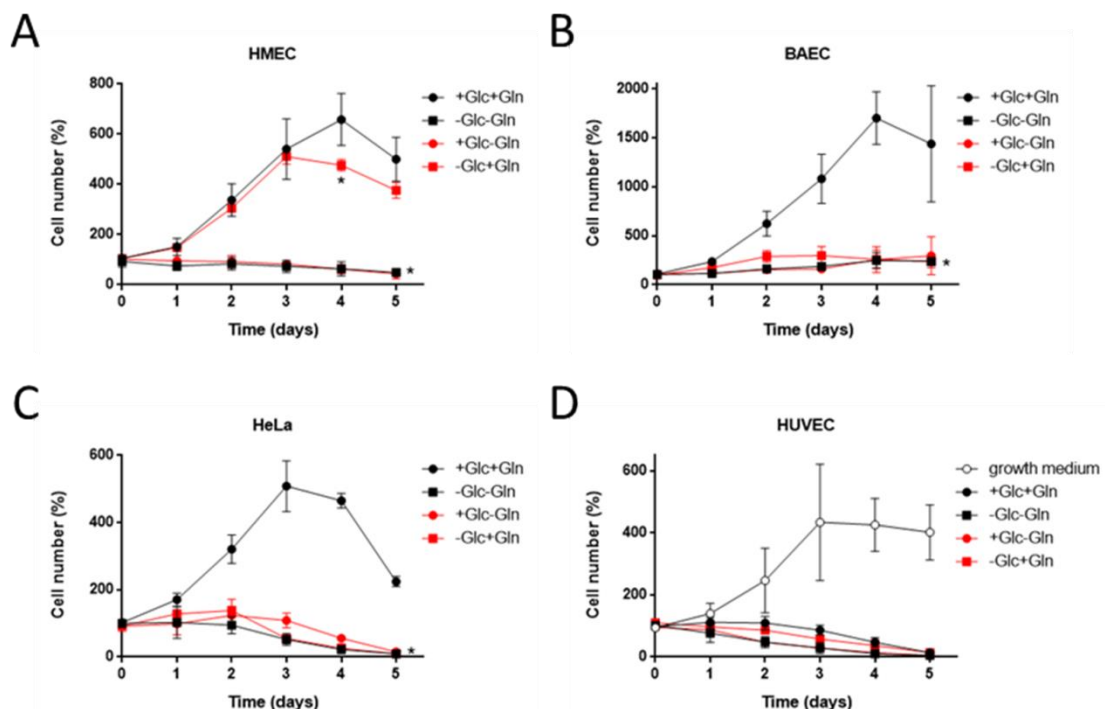 A
HMEC
Cell number (%)
800
600
400
200
0
0 1 2 3 4 5
Time (days)
+Glc+Gln
-Glc-Gln
+Glc-Gln
-Glc+Gln
*
*
B
BAEC
Cell number (%)
2000
1500
1000
500
0
0 1 2 3 4 5
Time (days)
+Glc+Gln
-Glc-Gln
+Glc-Gln
-Glc+Gln
*
C
HeLa
Cell number (%)
600
400
200
0
0 1 2 3 4 5
Time (days)
+Glc+Gln
-Glc-Gln
+Glc-Gln
-Glc+Gln
*
D
HUVEC
Cell number (%)
600
400
200
0
0 1 2 3 4 5
Time (days)
growth medium
+Glc+Gln
-Glc-Gln
+Glc-Gln
-Glc+Gln